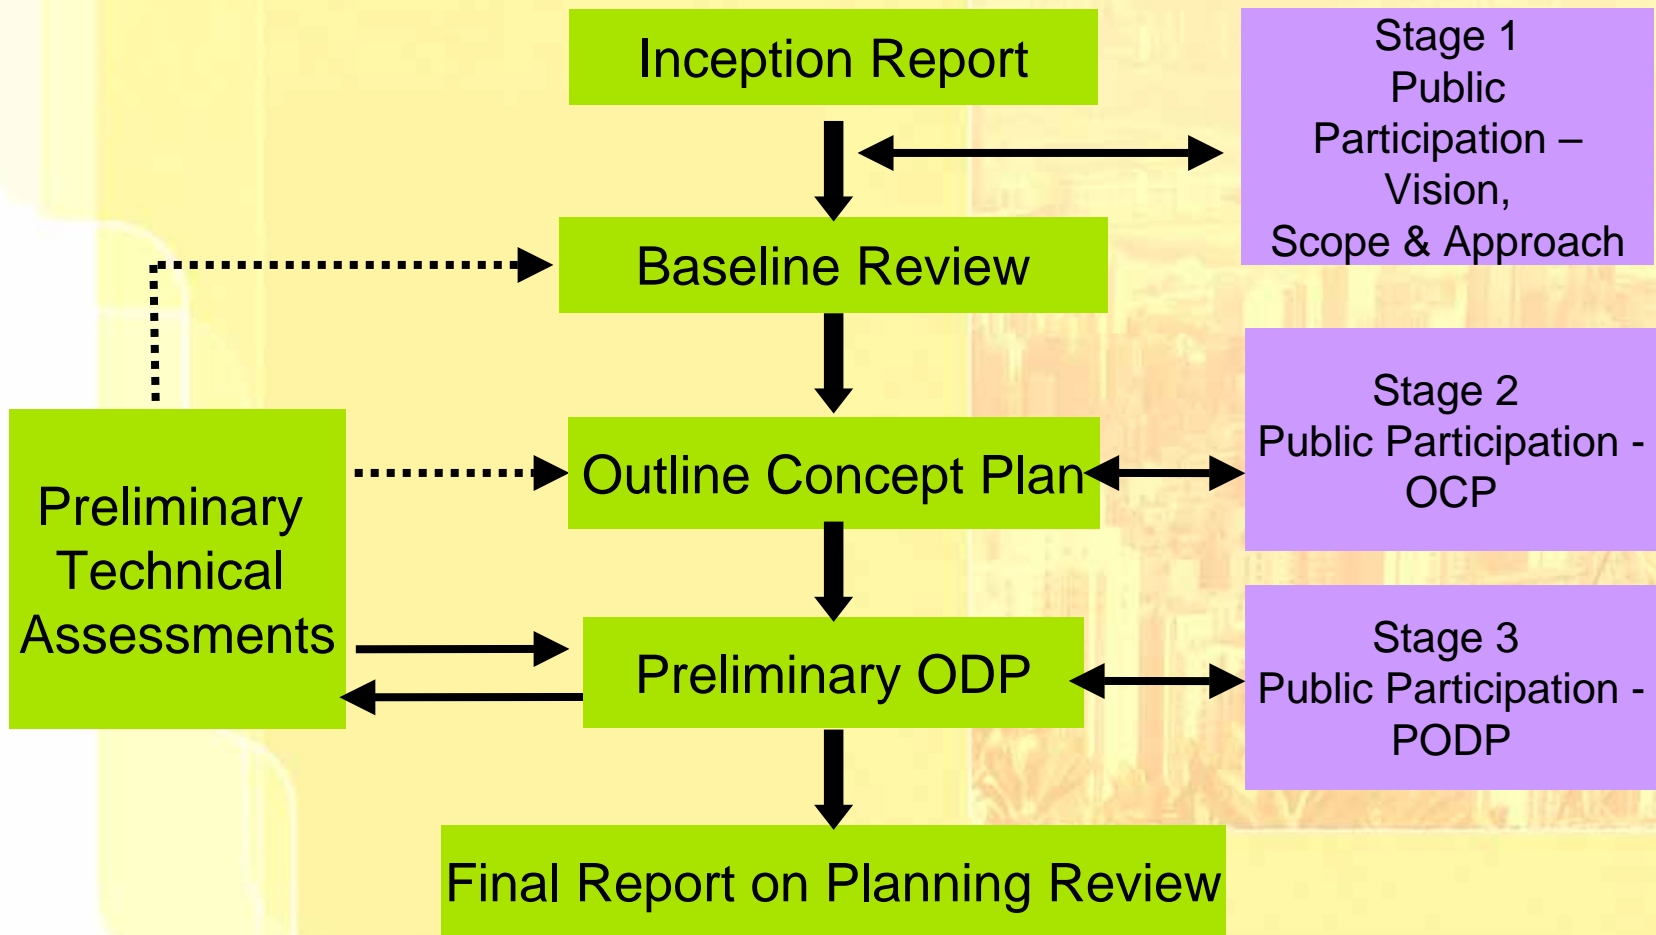 Inception Report
Stage 1
Public
Participation –
Vision,
Scope & Approach
Baseline Review
Stage 2
Public Participation -
OCP
Outline Concept Plan
Preliminary
Technical
Assessments
Stage 3
Public Participation -
PODP
Preliminary ODP
Final Report on Planning Review